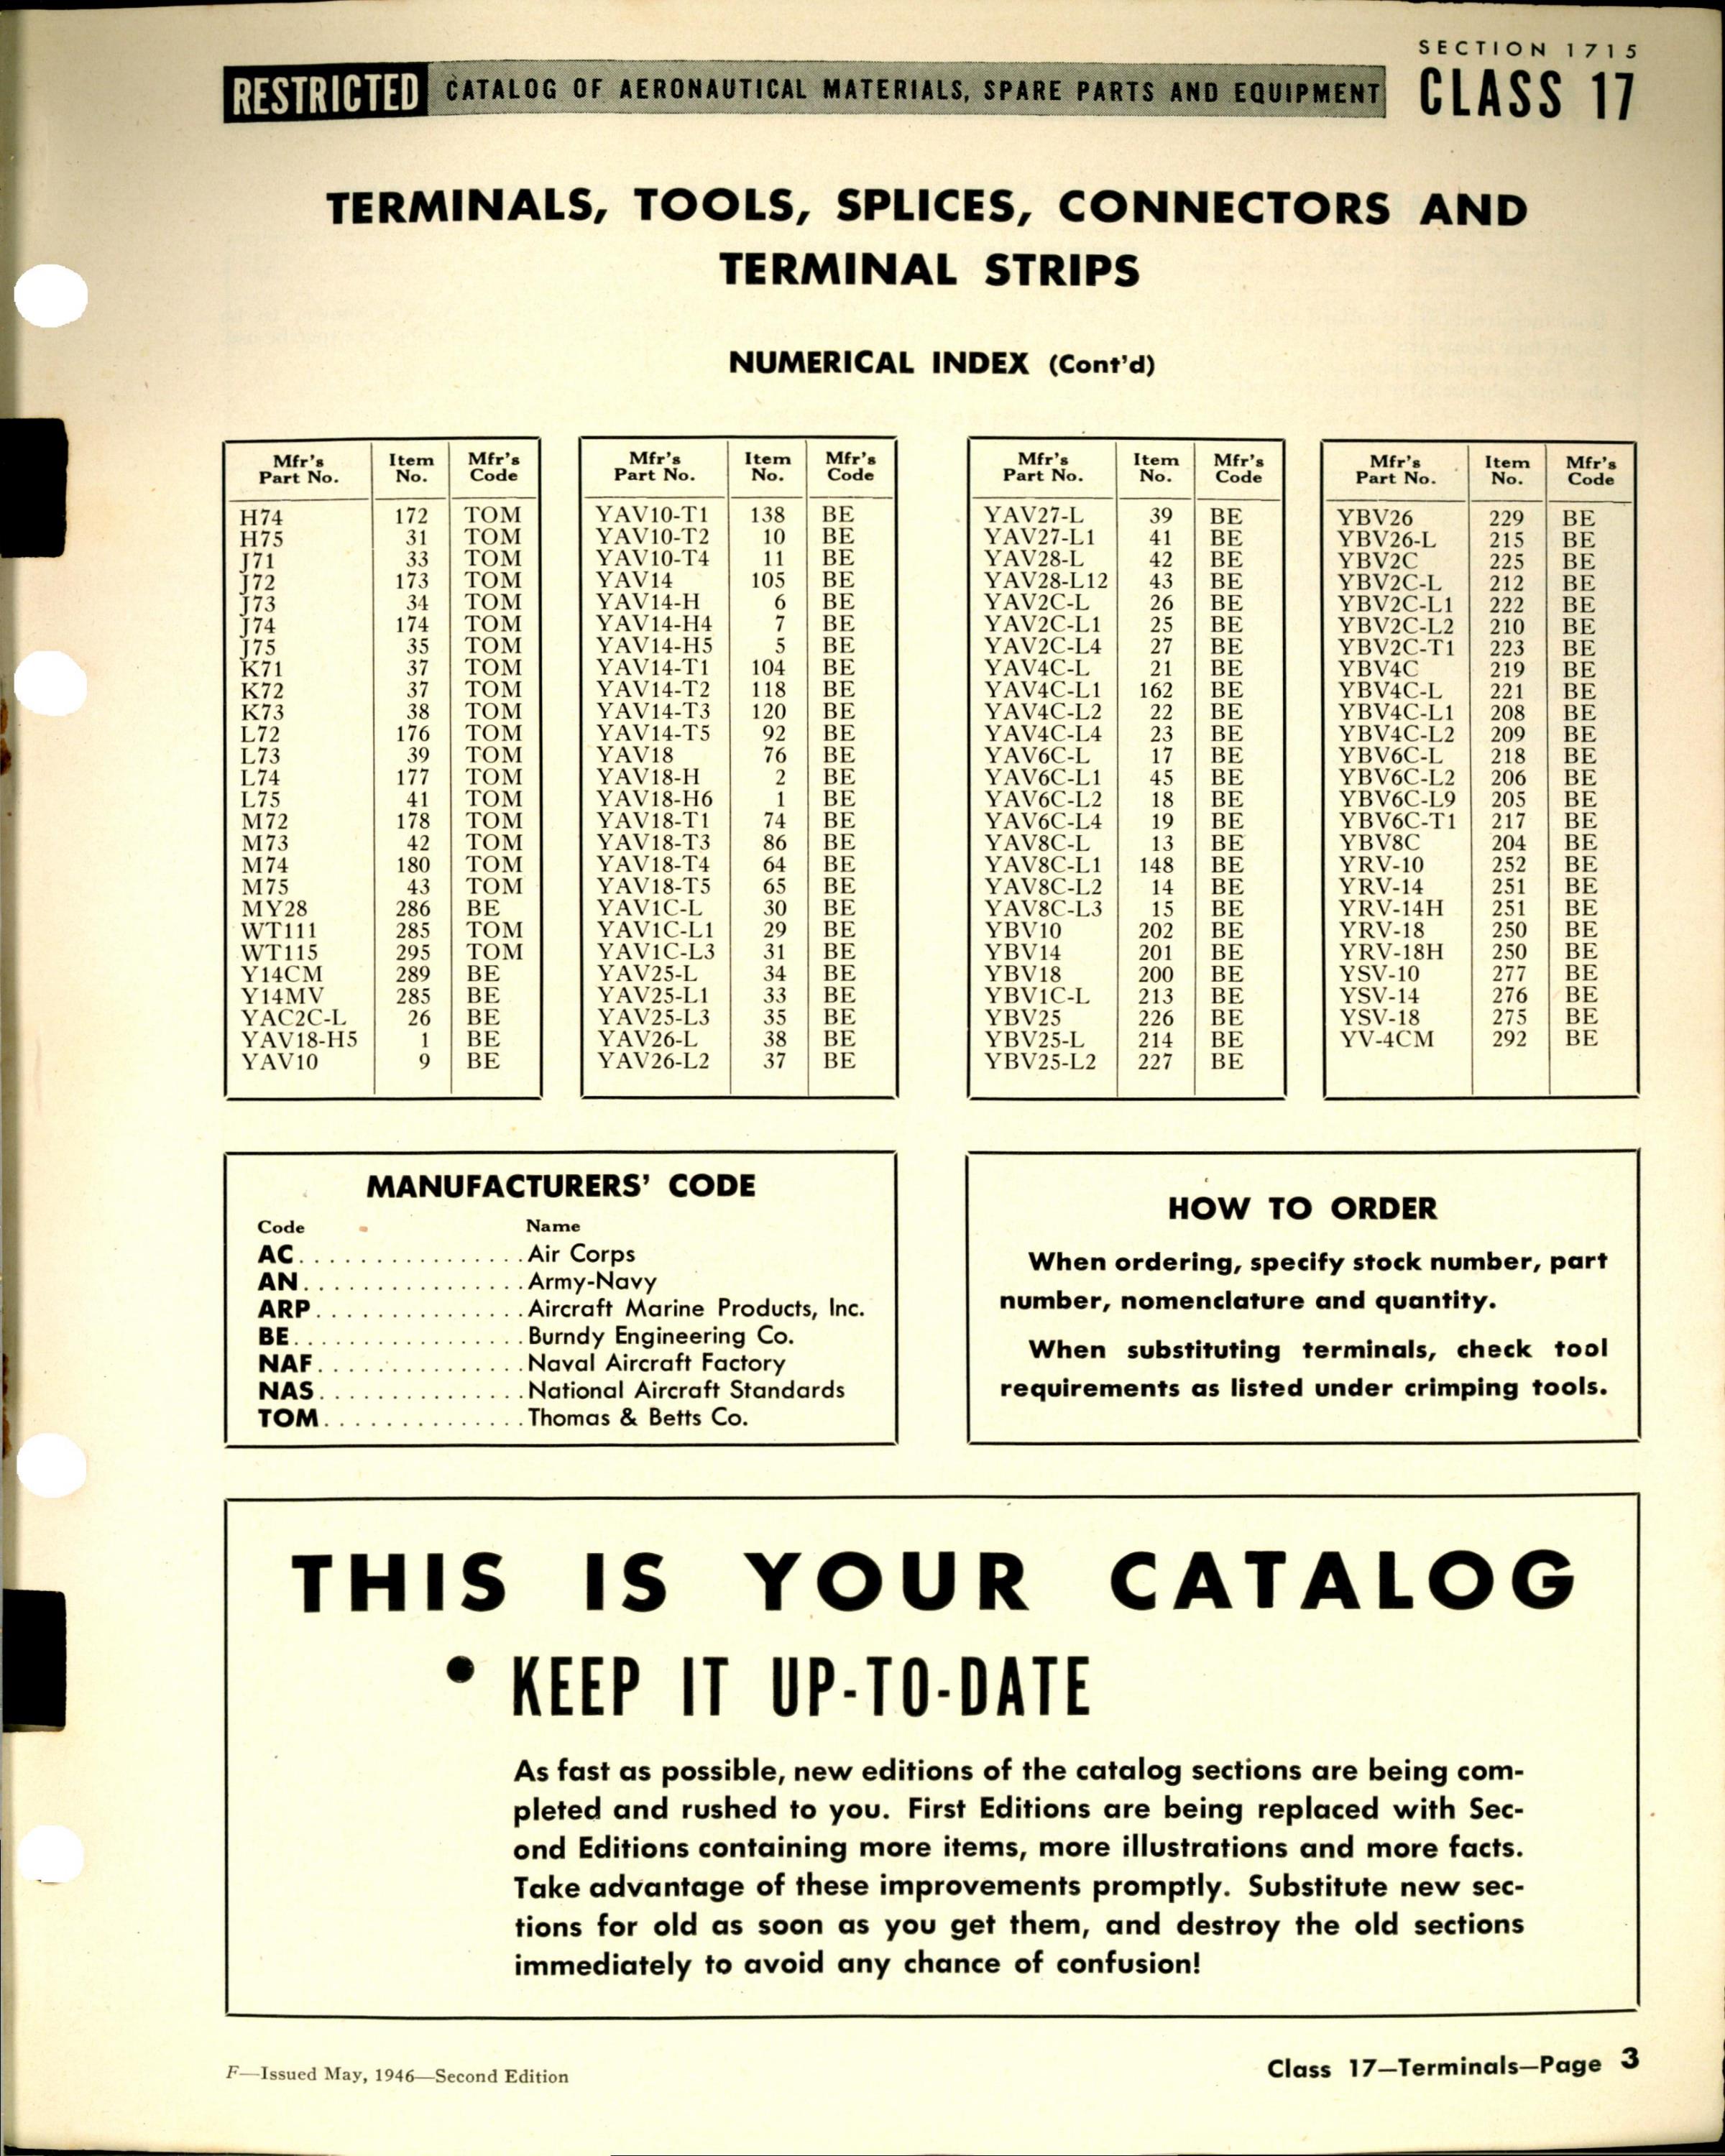 SECTION 1715
RESTRICTED CATALOG OF AERONAUTICAL MATERIALS, SPARE PARTS AND EQUIPMENT CLASS 17
TERMINALS, TOOLS, SPLICES, CONNECTORS AND
TERMINAL STRIPS
NUMERICAL INDEX (Cont'd)
Mfr's Part No. Item No. Mfr's Code
H74 172 TOM
H75 31 TOM
J71 33 TOM
J72 173 TOM
J73 34 TOM
J74 174 TOM
J75 35 TOM
K71 37 TOM
K72 37 TOM
K73 38 TOM
L72 176 TOM
L73 39 TOM
L74 177 TOM
L75 41 TOM
M72 178 TOM
M73 42 TOM
M74 180 TOM
M75 43 TOM
MY28 286 BE
WT111 285 TOM
WT115 295 TOM
Y14CM 289 BE
Y14MV 285 BE
YAC2C-L 26 BE
YAV18-H5 1 BE
YAV10 9 BE
Mfr's Part No. Item No. Mfr's Code
YAV10-T1 138 BE
YAV10-T2 10 BE
YAV10-T4 11 BE
YAV14 105 BE
YAV14-H 6 BE
YAV14-H4 7 BE
YAV14-H5 5 BE
YAV14-T1 104 BE
YAV14-T2 118 BE
YAV14-T3 120 BE
YAV14-T5 92 BE
YAV18 76 BE
YAV18-H 2 BE
YAV18-H6 1 BE
YAV18-T1 74 BE
YAV18-T3 86 BE
YAV18-T4 64 BE
YAV18-T5 65 BE
YAV1C-L 30 BE
YAV1C-L1 29 BE
YAV1C-L3 31 BE
YAV25-L 34 BE
YAV25-L1 33 BE
YAV25-L3 35 BE
YAV26-L 38 BE
YAV26-L2 37 BE
Mfr's Part No. Item No. Mfr's Code
YAV27-L 39 BE
YAV27-L1 41 BE
YAV28-L 42 BE
YAV28-L12 43 BE
YAV2C-L 26 BE
YAV2C-L1 25 BE
YAV2C-L4 27 BE
YAV4C-L 21 BE
YAV4C-L1 162 BE
YAV4C-L2 22 BE
YAV4C-L4 23 BE
YAV6C-L 17 BE
YAV6C-L1 45 BE
YAV6C-L2 18 BE
YAV6C-L4 19 BE
YAV8C-L 13 BE
YAV8C-L1 148 BE
YAV8C-L2 14 BE
YAV8C-L3 15 BE
YBV10 202 BE
YBV14 201 BE
YBV18 200 BE
YBV1C-L 213 BE
YBV25 226 BE
YBV25-L 214 BE
YBV25-L2 227 BE
Mfr's Part No. Item No. Mfr's Code
YBV26 229 BE
YBV26-L 215 BE
YBV2C 225 BE
YBV2C-L 212 BE
YBV2C-L1 222 BE
YBV2C-L2 210 BE
YBV2C-T1 223 BE
YBV4C 219 BE
YBV4C-L 221 BE
YBV4C-L1 208 BE
YBV4C-L2 209 BE
YBV6C-L 218 BE
YBV6C-L2 206 BE
YBV6C-L9 205 BE
YBV6C-T1 217 BE
YBV8C 204 BE
YRV-10 252 BE
YRV-14 251 BE
YRV-14H 251 BE
YRV-18 250 BE
YRV-18H 250 BE
YSV-10 277 BE
YSV-14 276 BE
YSV-18 275 BE
YV-4CM 292 BE
MANUFACTURERS' CODE
Code Name
AC................Air Corps
AN................Army-Navy
ARP...............Aircraft Marine Products, Inc.
BE................Burndy Engineering Co.
NAF...............Naval Aircraft Factory
NAS...............National Aircraft Standards
TOM..............Thomas & Betts Co.
HOW TO ORDER
When ordering, specify stock number, part
number, nomenclature and quantity.
When substituting terminals, check tool
requirements as listed under crimping tools.
THIS IS YOUR CATALOG
• KEEP IT UP-TO-DATE
As fast as possible, new editions of the catalog sections are being com-
pleted and rushed to you. First Editions are being replaced with Sec-
ond Editions containing more items, more illustrations and more facts.
Take advantage of these improvements promptly. Substitute new sec-
tions for old as soon as you get them, and destroy the old sections
immediately to avoid any chance of confusion!
F—Issued May, 1946—Second Edition
Class 17—Terminals—Page 3